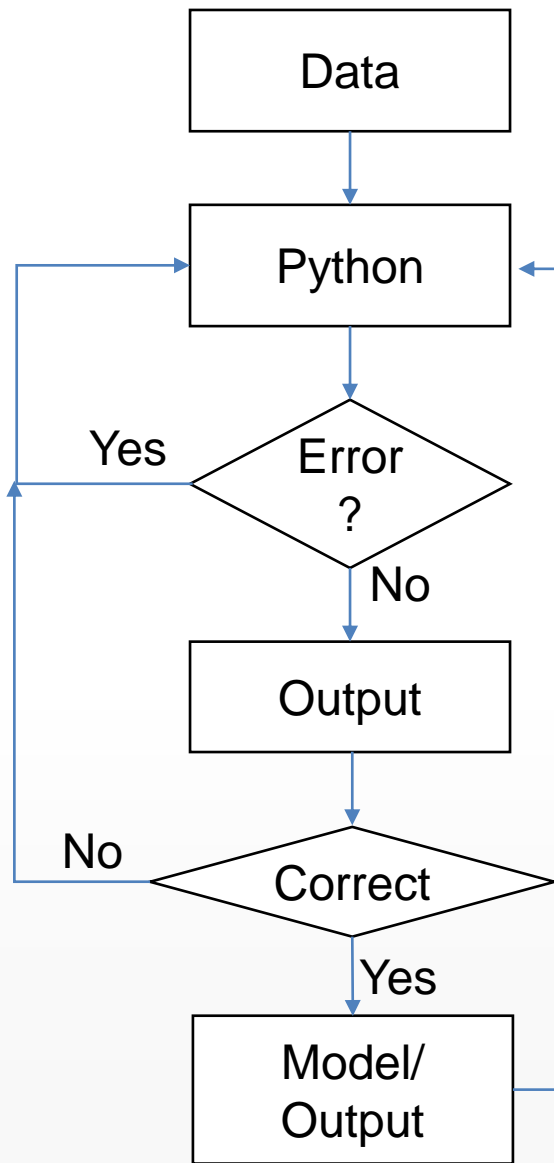 Data
Python
Yes
Error
?
No
Output
No
Correct
Yes
Model/
Output